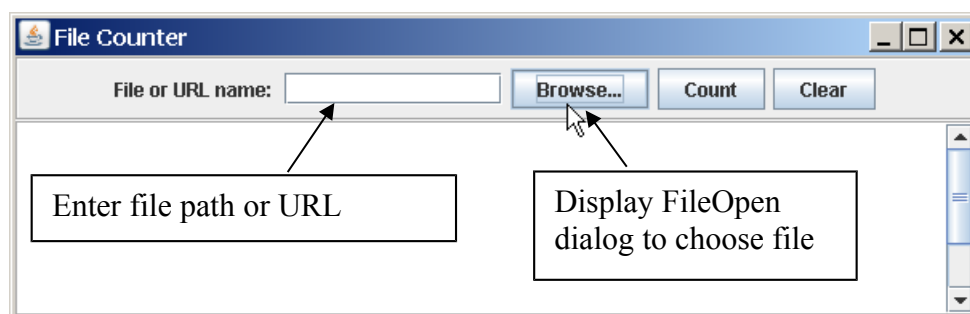 File Counter
File or URL name: Browse... Count Clear
Enter file path or URL
Display FileOpen
dialog to choose file